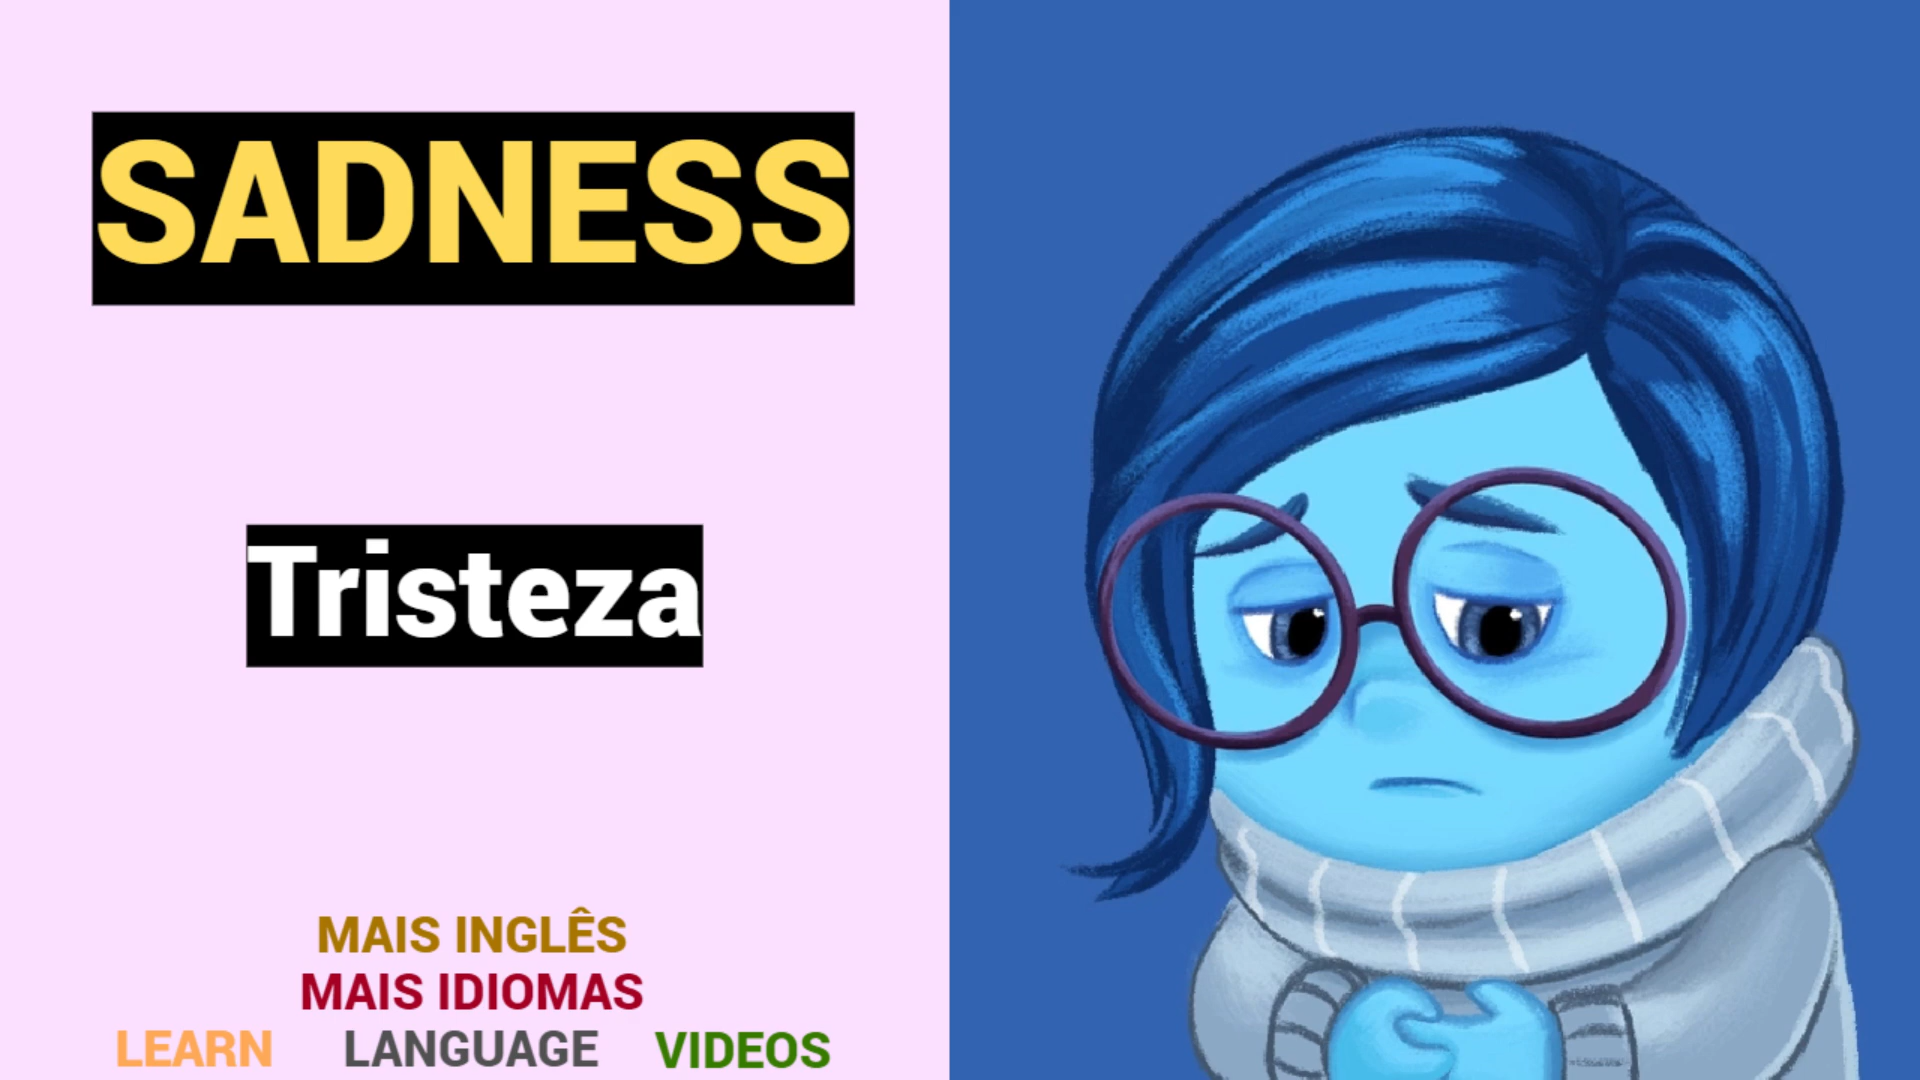 SADNESS
Tristeza
MAIS INGLÊS
MAIS IDIOMAS
LEARN LANGUAGE VIDEOS